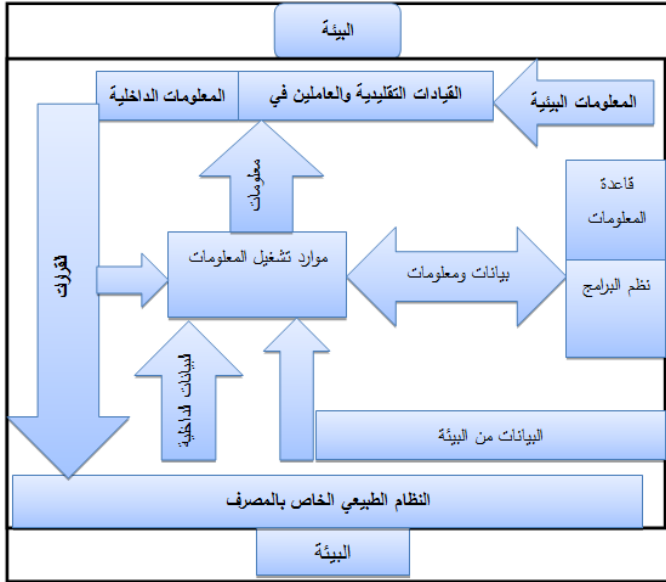 البيئة
المعلومات البيئية
القيادات التقليدية والعاملين في
المعلومات الداخلية
معلومات
قاعدة
المعلومات
نظم البرامج
بيانات ومعلومات
موارد تشغيل المعلومات
القرارات
البيانات الداخلية
البيانات من البيئة
النظام الطبيعي الخاص بالمصرف
البيئة